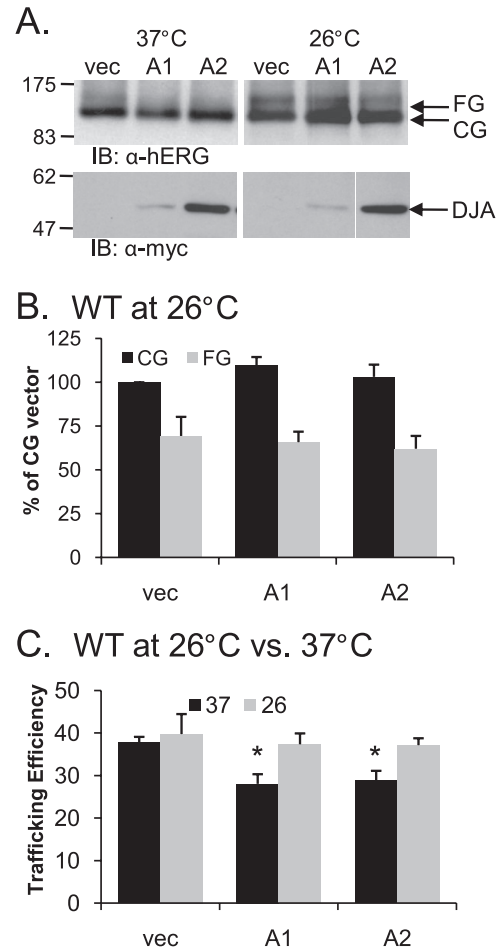 A.
37°C 26°C
vec A1 A2 vec A1 A2
175
FG
CG
83
IB: α-hERG
62
DJA
47
IB: α-myc
B. WT at 26°C
125
100
75
50
25
0
% of CG vector
CG FG
vec A1 A2
C. WT at 26°C vs. 37°C
50
40
30
20
10
0
Trafficking Efficiency
37 26
* *
vec A1 A2